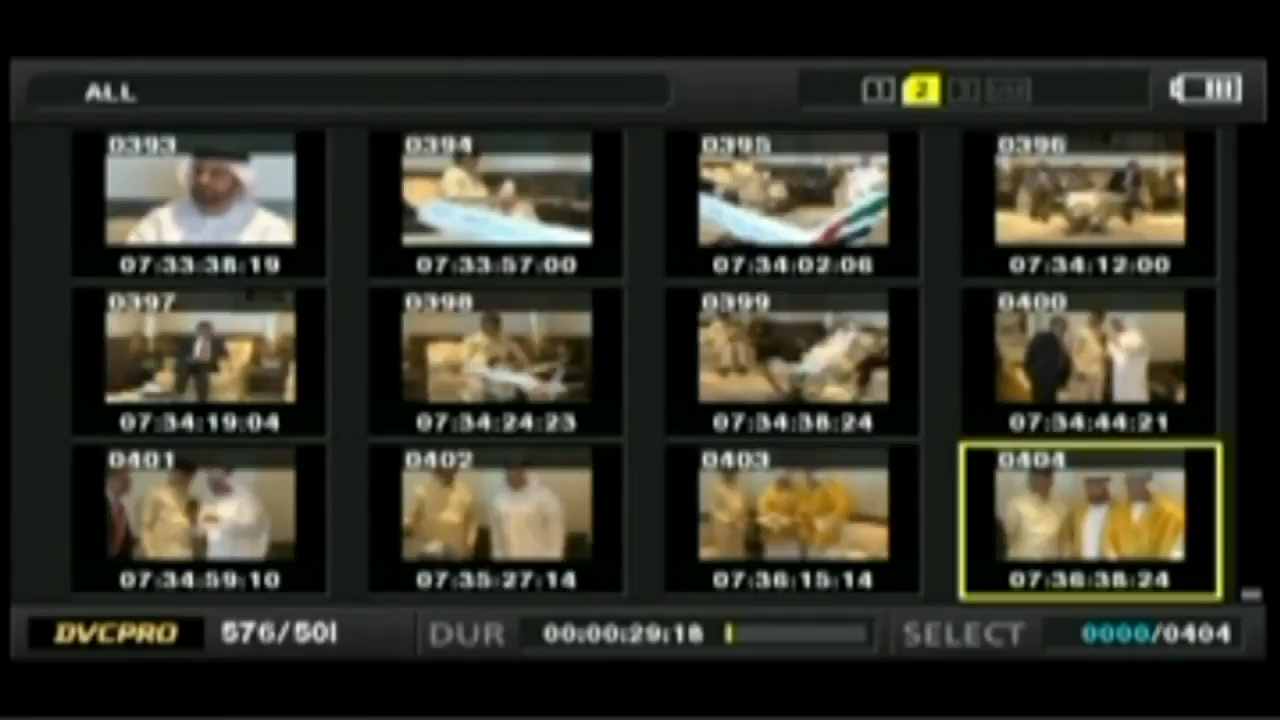 ALL
1 2 3
0393 0394 0395 0396
07:33:38:19 07:33:57:00 07:34:02:06 07:34:12:00
0397 0398 0399 0400
07:34:19:04 07:34:24:23 07:34:38:24 07:34:44:21
0401 0402 0403 0404
07:34:59:10 07:35:27:14 07:36:15:14 07:36:38:24
DVCPRO 576/50I DUR 00:00:29:18 SELECT 0000/0404